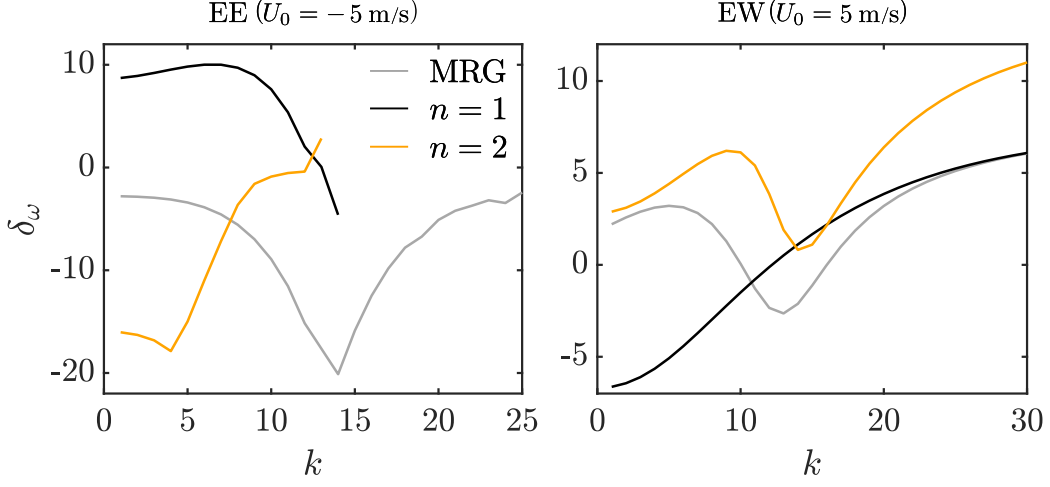 EE (U₀ = − 5 m/s)
10
0
-10
-20
δ_ω
0 5 10 15 20 25
k
MRG
n = 1
n = 2
EW (U₀ = 5 m/s)
10
5
0
-5
0 10 20 30
k